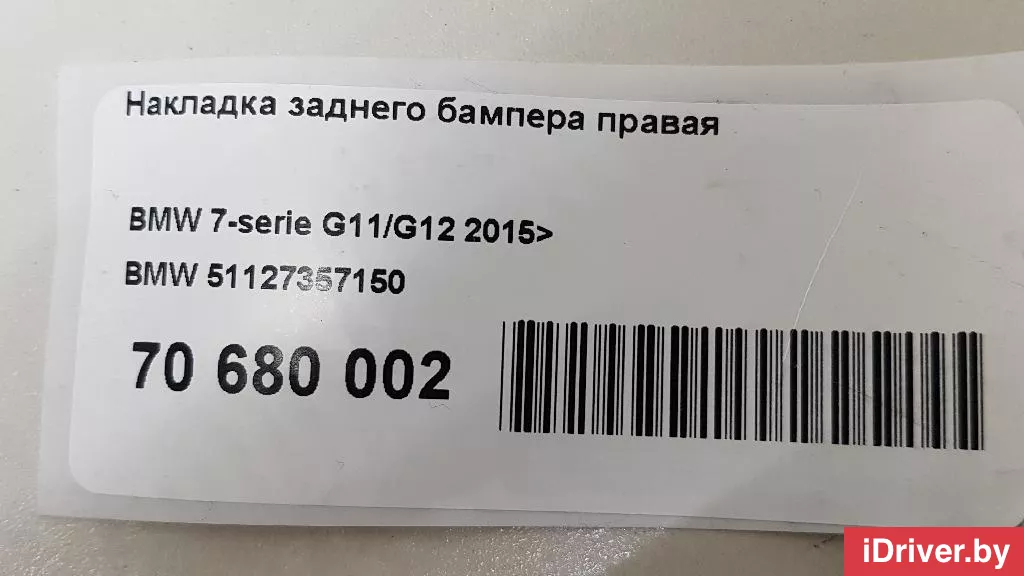 Накладка заднего бампера правая
BMW 7-serie G11/G12 2015>
BMW 51127357150
70 680 002
iDriver.by